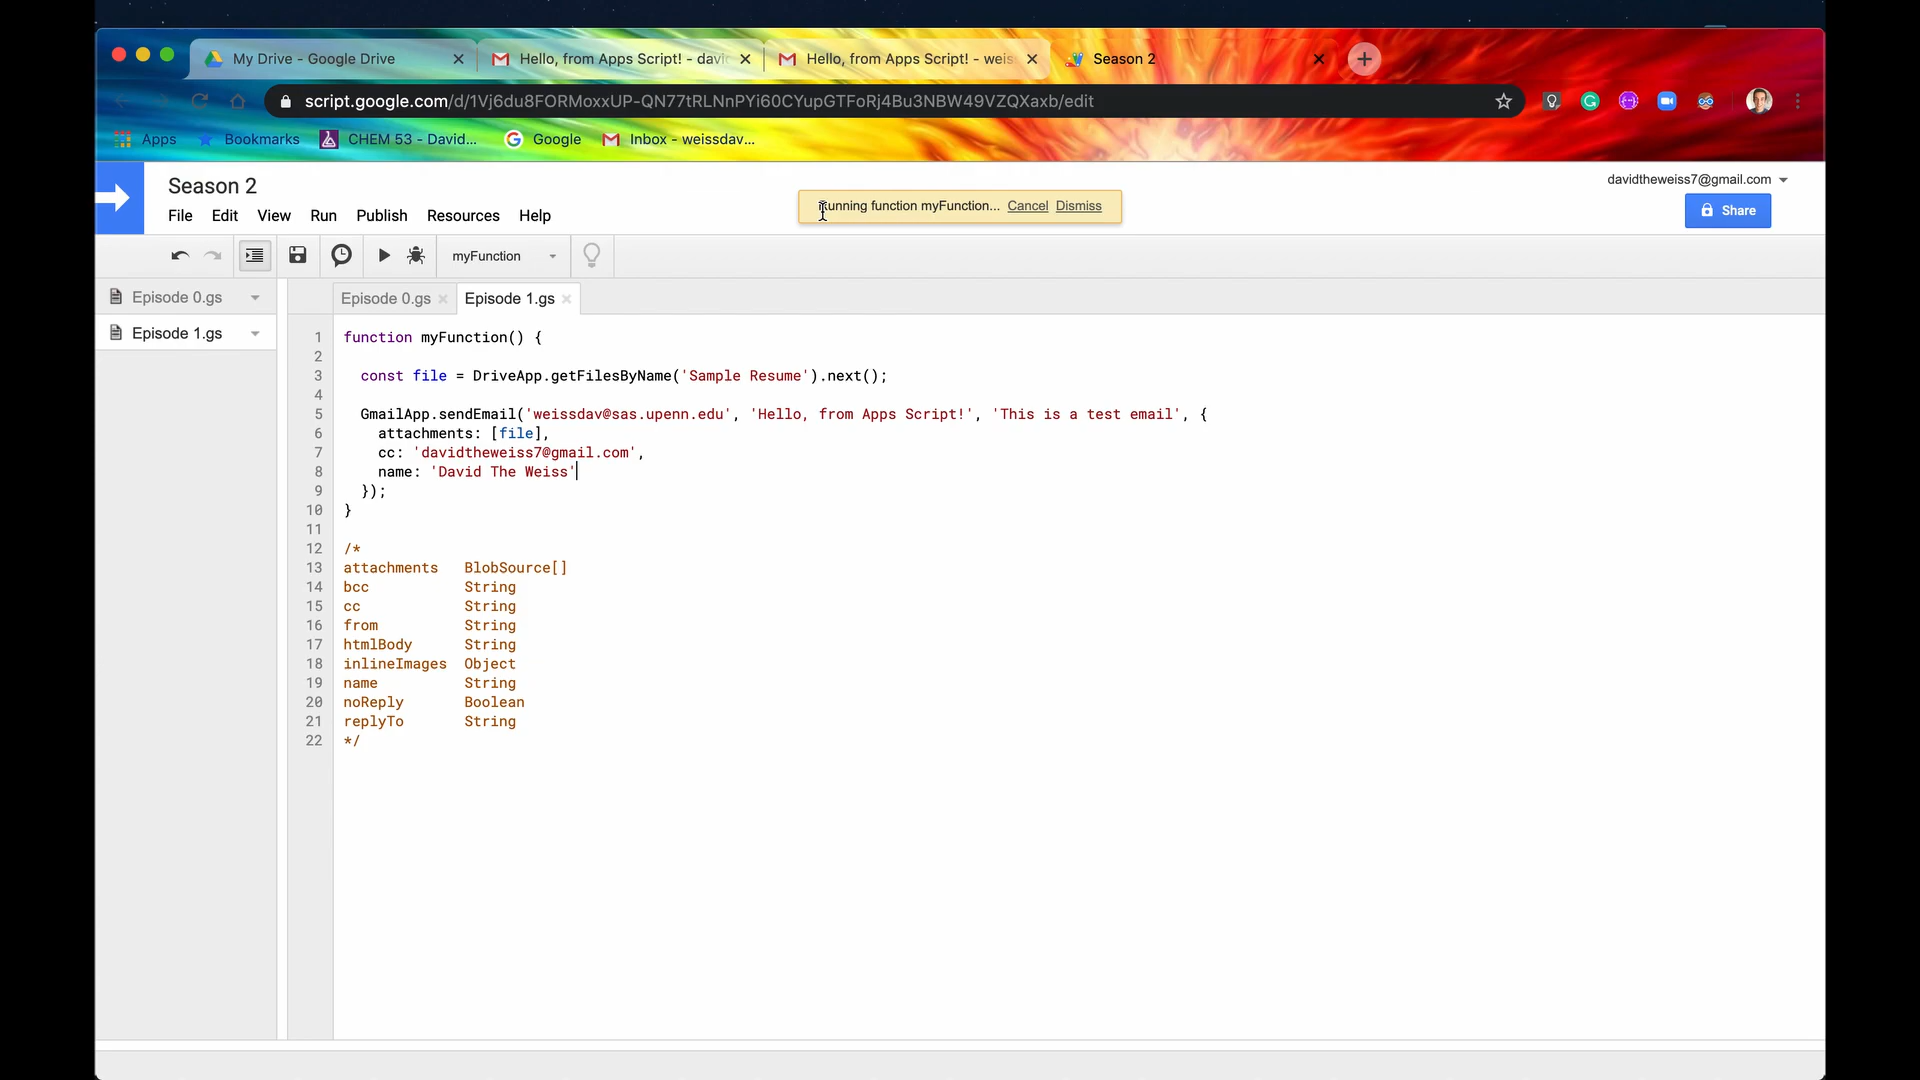 My Drive - Google Drive
Hello, from Apps Script! - davi
Hello, from Apps Script! - weis
Season 2
script.google.com/d/1Vj6du8FORMoxxUP-QN77tRLNnPYi60CYupGTFoRj4Bu3NBW49VZQXaxb/edit
Apps
Bookmarks
CHEM 53 - David...
Google
Inbox - weissdav...
Season 2
davidtheweiss7@gmail.com
File Edit View Run Publish Resources Help
Running function myFunction... Cancel Dismiss
Share
myFunction
Episode 0.gs
Episode 1.gs
Episode 0.gs
Episode 1.gs
1 function myFunction() {
2
3 const file = DriveApp.getFilesByName('Sample Resume').next();
4
5 GmailApp.sendEmail('weissdav@sas.upenn.edu', 'Hello, from Apps Script!', 'This is a test email', {
6 attachments: [file],
7 cc: 'davidtheweiss7@gmail.com',
8 name: 'David The Weiss'
9 });
10 }
11
12 /*
13 attachments BlobSource[]
14 bcc String
15 cc String
16 from String
17 htmlBody String
18 inlineImages Object
19 name String
20 noReply Boolean
21 replyTo String
22 */